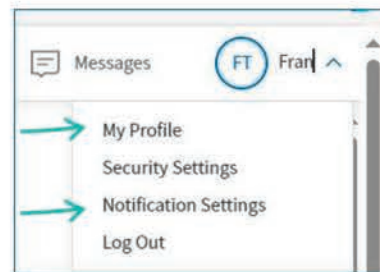 Messages FT Fran
My Profile
Security Settings
Notification Settings
Log Out